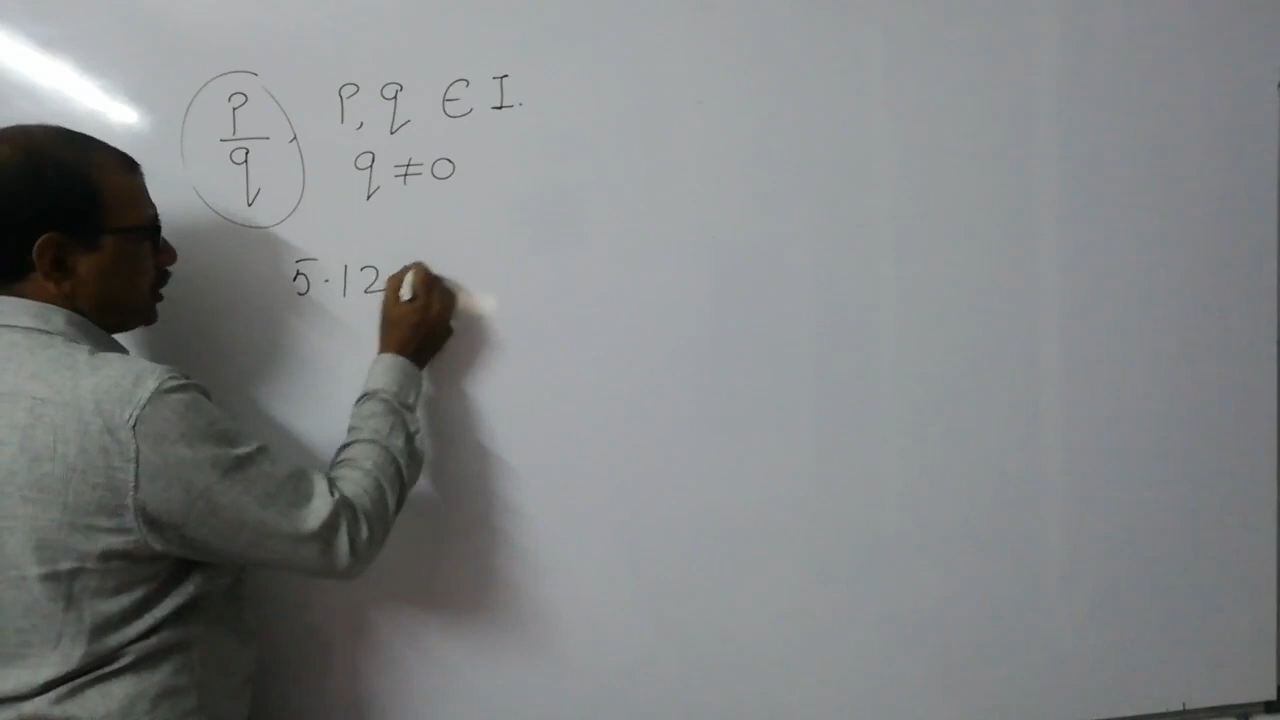 p/q P, q ∈ I.
q ≠ 0
5.12